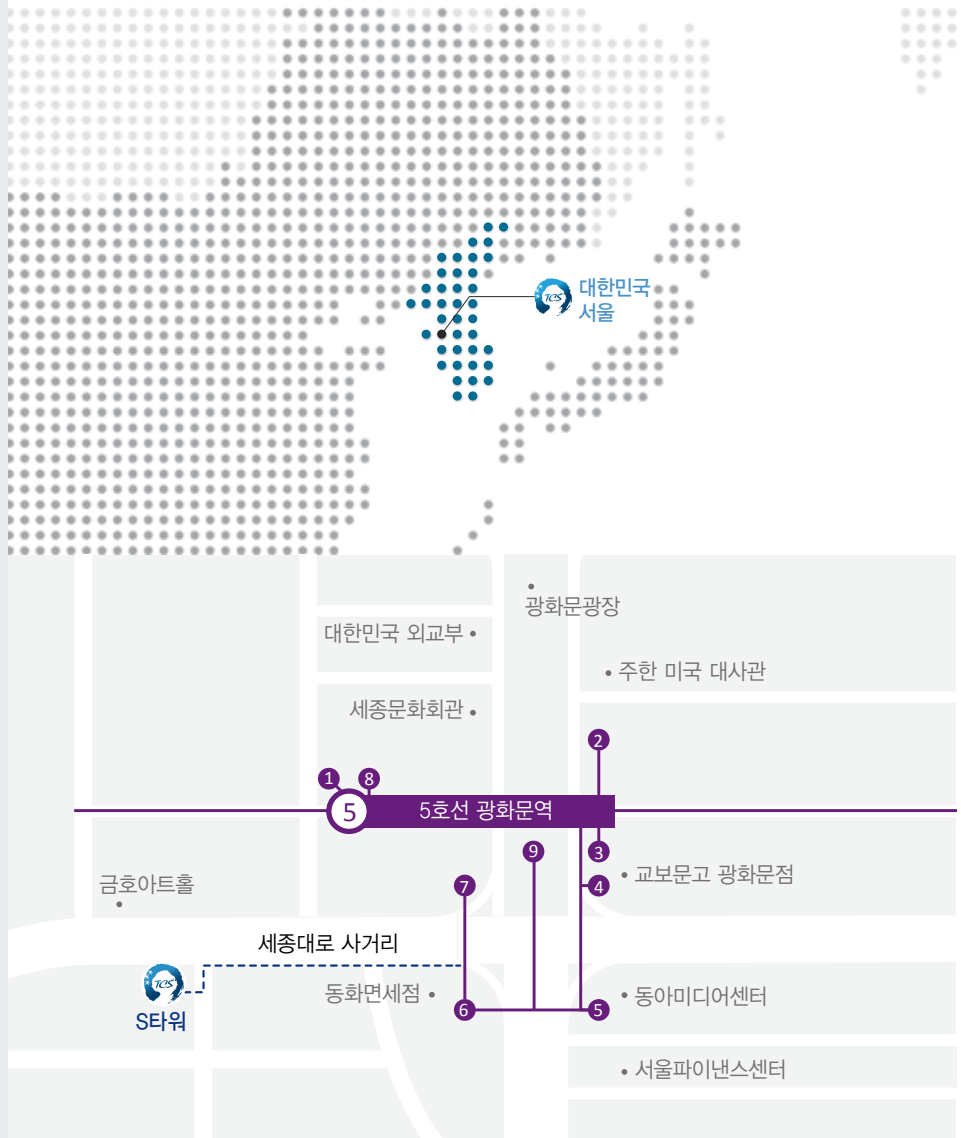 TCS
대한민국
서울
광화문광장
대한민국 외교부
주한 미국 대사관
세종문화회관
2
1
8
5
5호선 광화문역
9
3
7
4
교보문고 광화문점
금호아트홀
세종대로 사거리
TCS
S타워
동화면세점
6
5
동아미디어센터
서울파이낸스센터